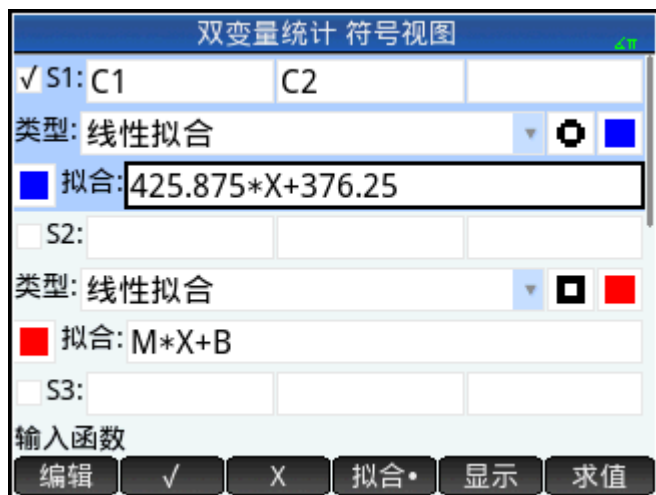 双变量统计 符号视图
∡π
√ S1: C1 C2
类型: 线性拟合
拟合: 425.875*X+376.25
S2:
类型: 线性拟合
拟合: M*X+B
S3:
输入函数
编辑 √ X 拟合• 显示 求值